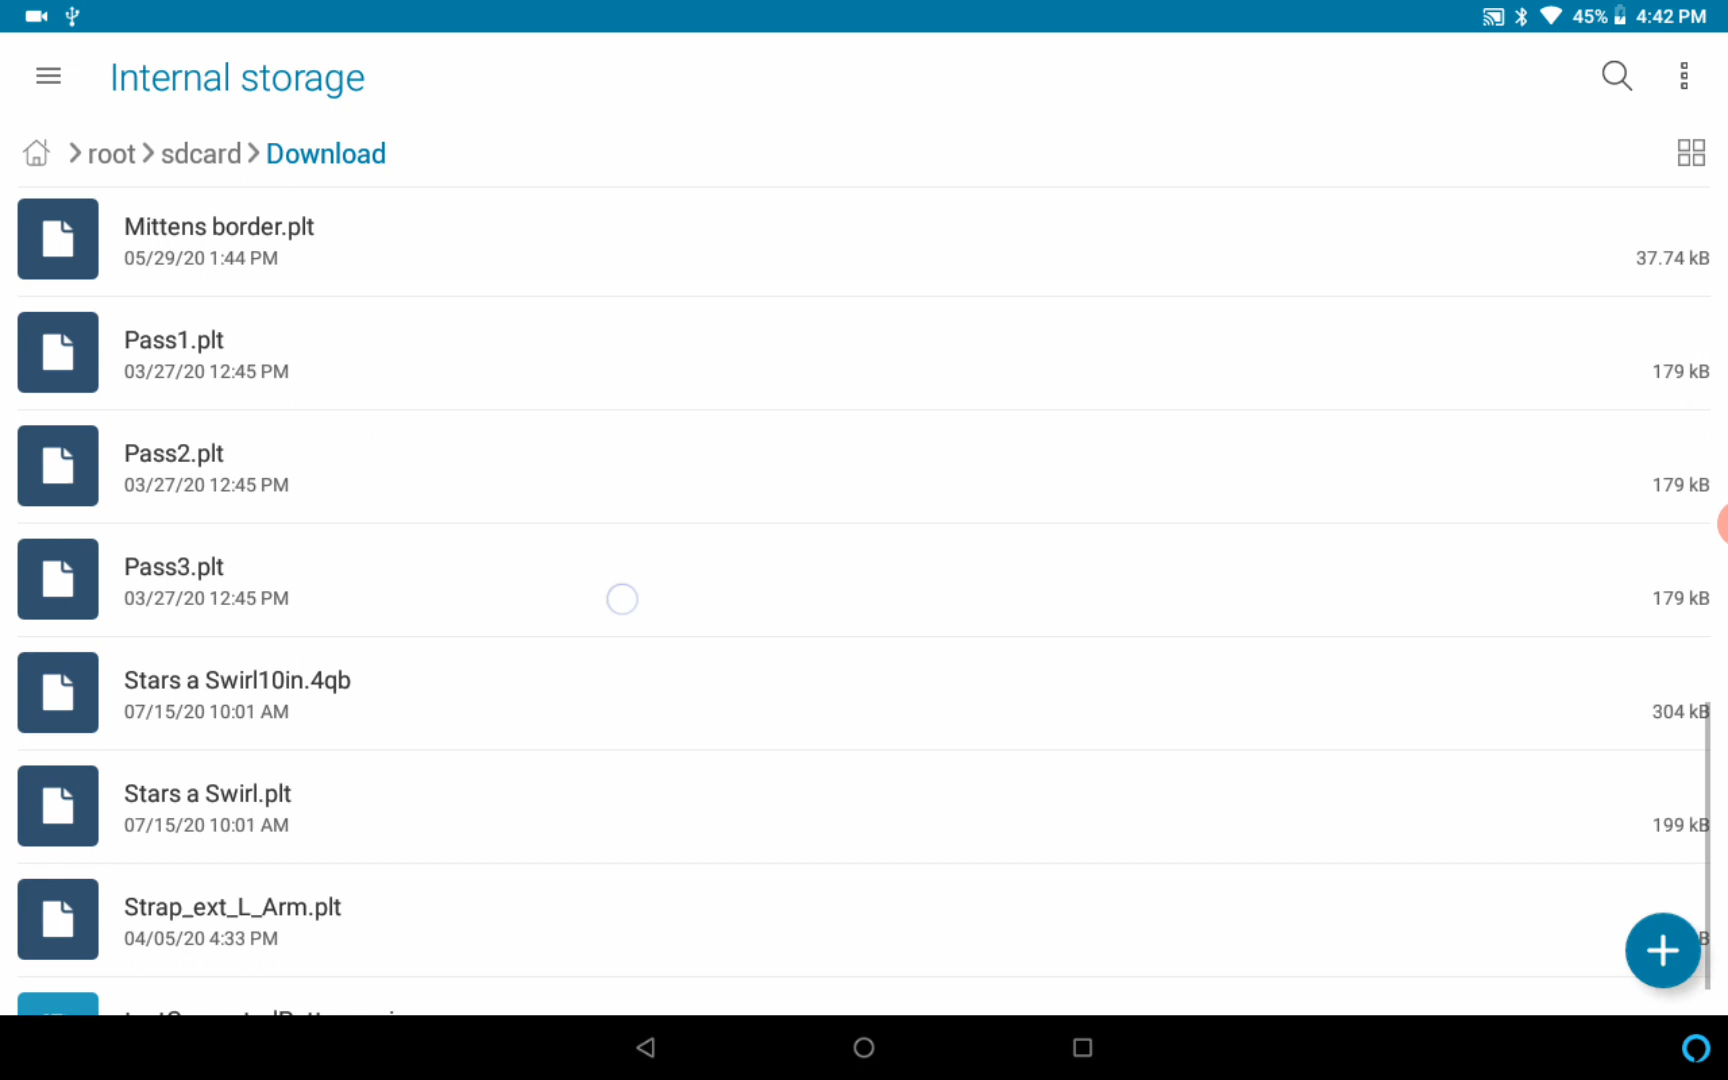 45% 4:42 PM
Internal storage
root sdcard Download
Mittens border.plt
05/29/20 1:44 PM 37.74 kB
Pass1.plt
03/27/20 12:45 PM 179 kB
Pass2.plt
03/27/20 12:45 PM 179 kB
Pass3.plt
03/27/20 12:45 PM 179 kB
Stars a Swirl10in.4qb
07/15/20 10:01 AM 304 kB
Stars a Swirl.plt
07/15/20 10:01 AM 199 kB
Strap_ext_L_Arm.plt
04/05/20 4:33 PM B